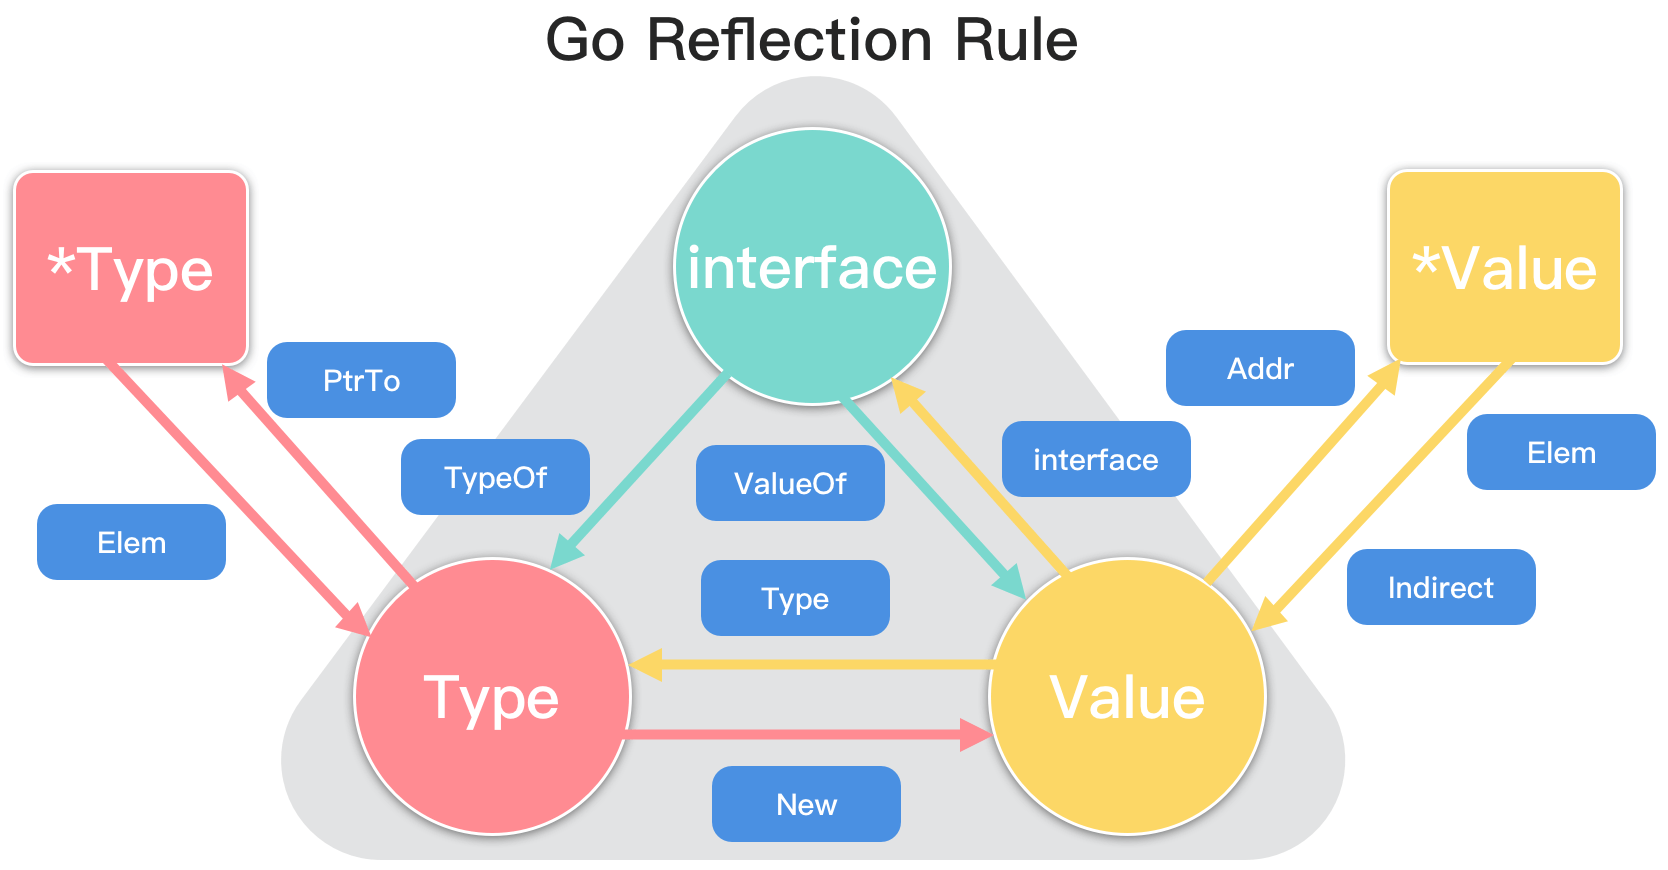 Go Reflection Rule
*Type
interface
*Value
PtrTo
Addr
TypeOf
ValueOf
interface
Elem
Elem
Type
Indirect
Type
Value
New